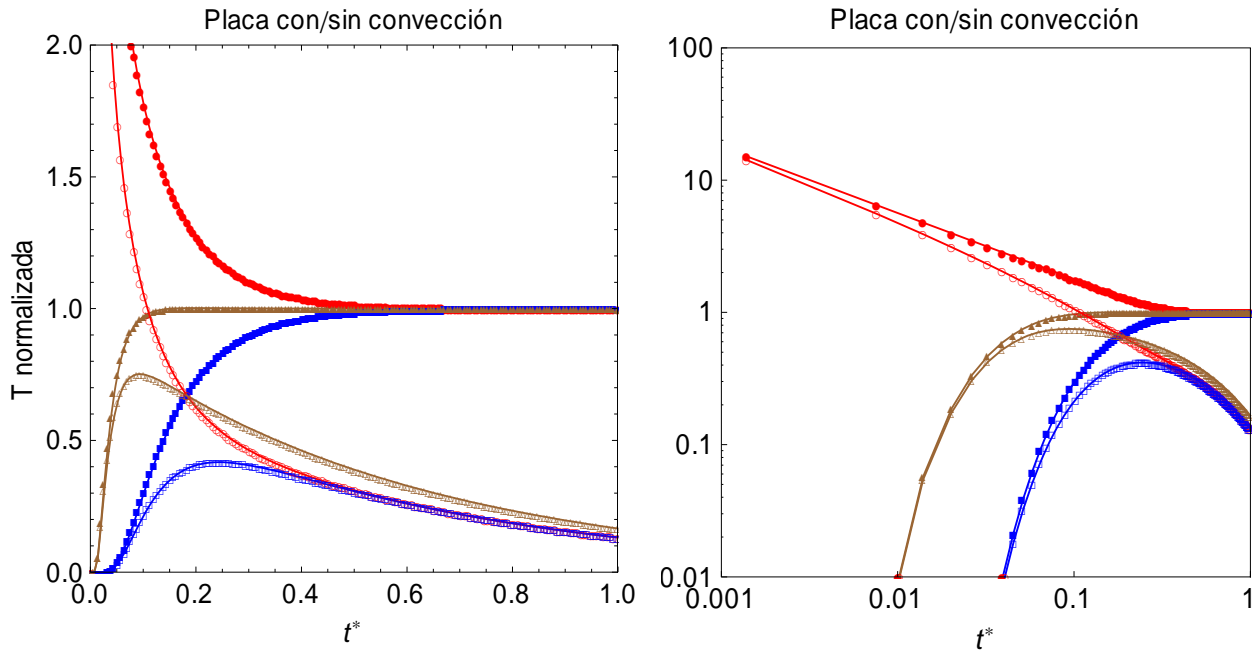 Placa con/sin convección
2.0
1.5
1.0
0.5
0.0
T normalizada
0.0 0.2 0.4 0.6 0.8 1.0
t*
Placa con/sin convección
100
10
1
0.1
0.01
0.001 0.01 0.1 1
t*